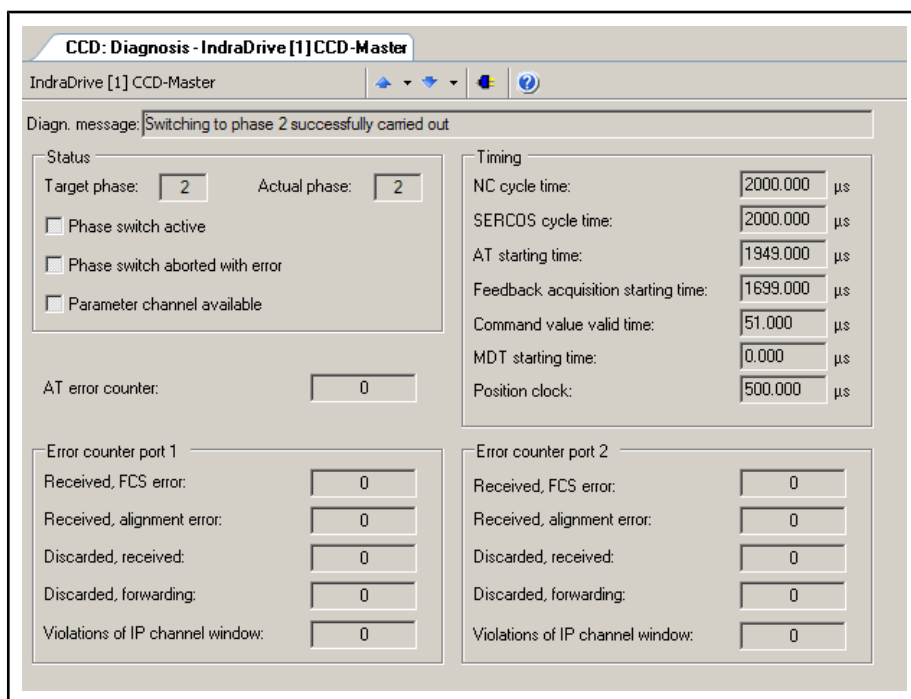 CCD: Diagnosis - IndraDrive [1] CCD-Master
IndraDrive [1] CCD-Master
Diagn. message: Switching to phase 2 successfully carried out
Status
Target phase: 2 Actual phase: 2
Phase switch active
Phase switch aborted with error
Parameter channel available
AT error counter: 0
Timing
NC cycle time: 2000.000 µs
SERCOS cycle time: 2000.000 µs
AT starting time: 1949.000 µs
Feedback acquisition starting time: 1699.000 µs
Command value valid time: 51.000 µs
MDT starting time: 0.000 µs
Position clock: 500.000 µs
Error counter port 1
Received, FCS error: 0
Received, alignment error: 0
Discarded, received: 0
Discarded, forwarding: 0
Violations of IP channel window: 0
Error counter port 2
Received, FCS error: 0
Received, alignment error: 0
Discarded, received: 0
Discarded, forwarding: 0
Violations of IP channel window: 0